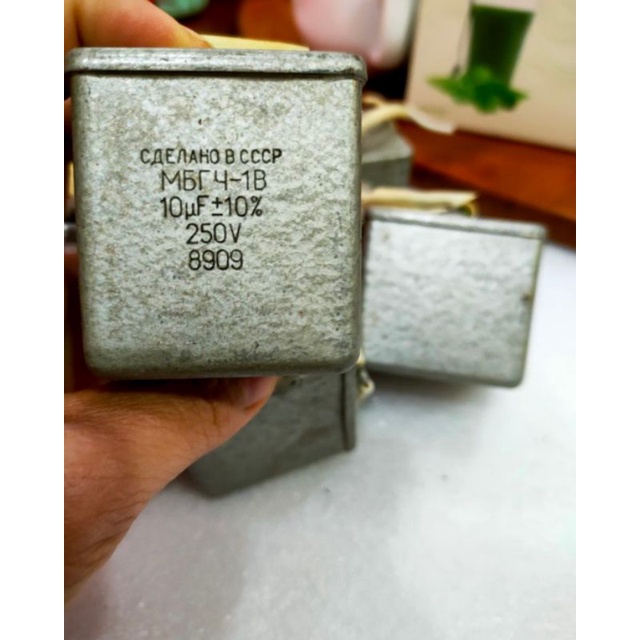 СДЕЛАНО В СССР
МБГЧ-1В
10μF±10%
250V
8909